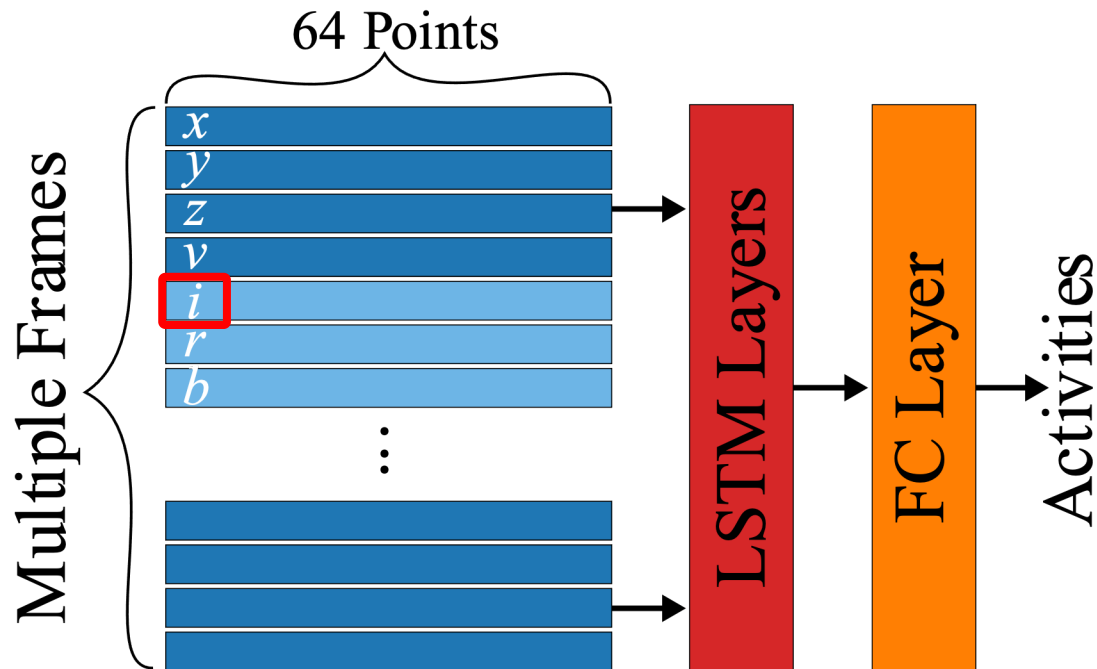 64 Points
Multiple Frames
x
y
z
v
i
r
b
LSTM Layers
FC Layer
Activities